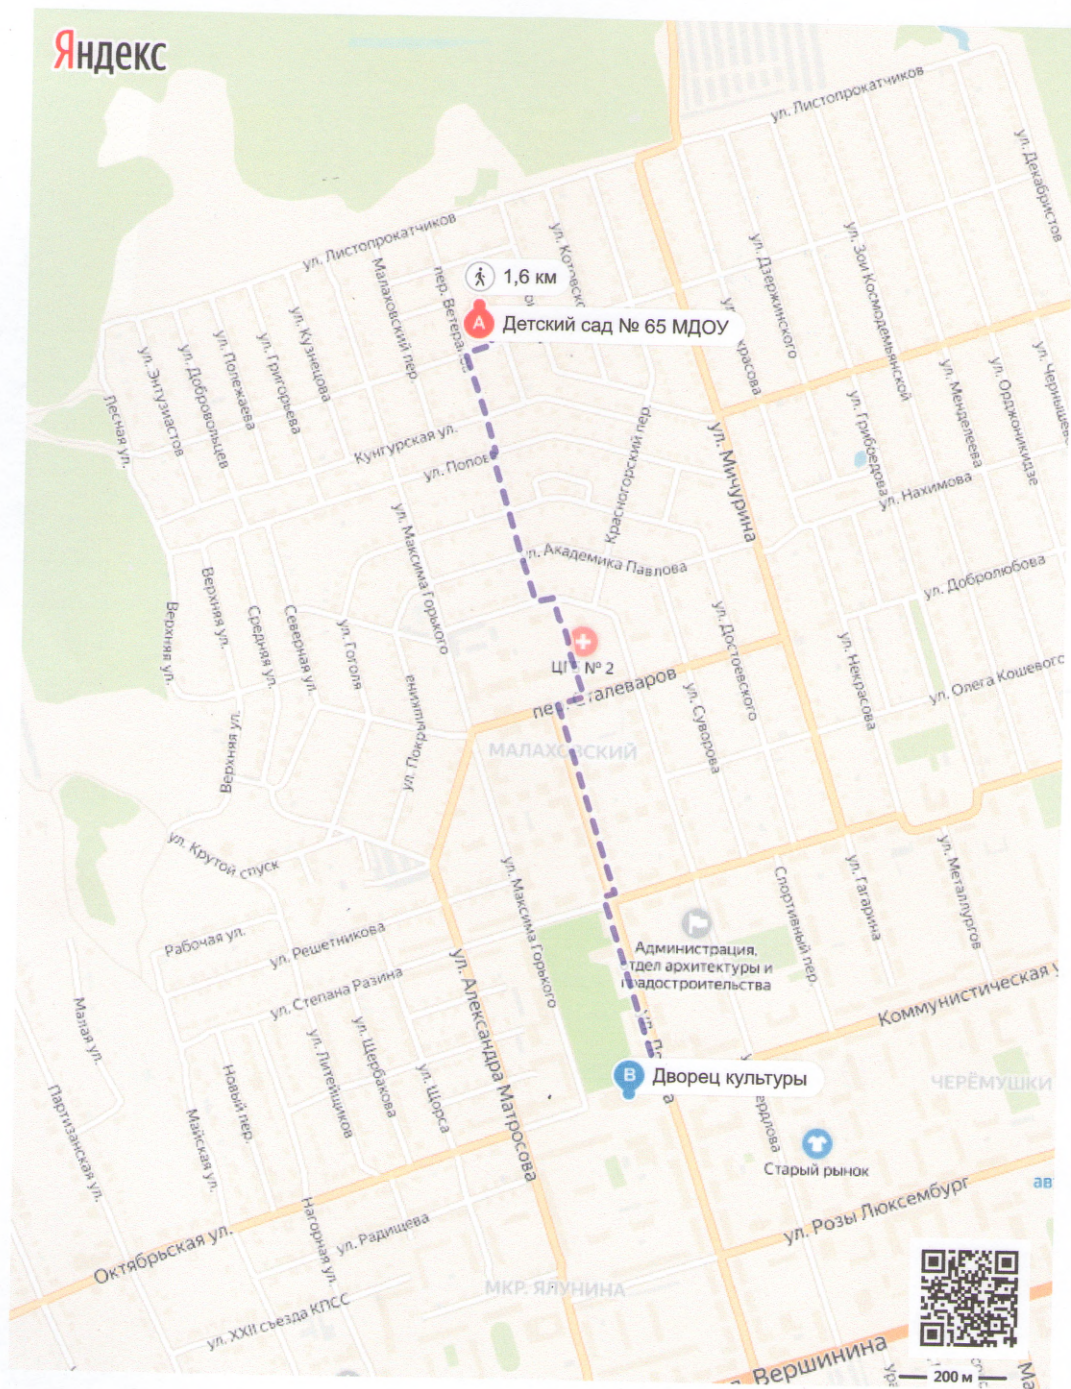 Яндекс
ул. Листопрокатчиков
ул. Декабристов
ул. Листопрокатчиков
Малаховский пер.
1,6 км
A
Детский сад № 65 МДОУ
ул. Дзержинского
ул. Зои Космодемьянской
ул. Кузнецова
ул. Григорьева
ул. Полежаева
ул. Добровольцев
ул. Энтузиастов
Лесная ул.
ул. Менделеева
ул. Орджоникидзе
ул. Грибоедова
Кунгурская ул.
Красногорский пер.
ул. Мичурина
ул. Нахимова
ул. Максима Горького
ул. Академика Павлова
ул. Добролюбова
Верхняя ул.
Верхняя ул.
Средняя ул.
Северная ул.
ул. Гоголя
ул. Достоевского
ул. Некрасова
ул. Олега Кошевого
№ 2
ул. Суворова
МАЛАХОВСКИЙ
Верхняя ул.
ул. Крутой спуск
ул. Максима Горького
Спортивный пер.
ул. Гагарина
ул. Металлургов
Рабочая ул.
ул. Решетникова
Администрация,
архитектуры и
ул. Степана Разина
ул. Александра Матросова
Коммунистическая
Малая ул.
ул. Литейщиков
ул. Щербакова
ул. Щорса
Новый пер.
Майская ул.
Партизанская ул.
B
Дворец культуры
ЧЕРЁМУШКИ
Старый рынок
ул. Розы Люксембург
Октябрьская ул.
Нагорная ул.
ул. Радищева
МКР. ЯЛУНИНА
ул. XXII съезда КПСС
Вершинина
200 м